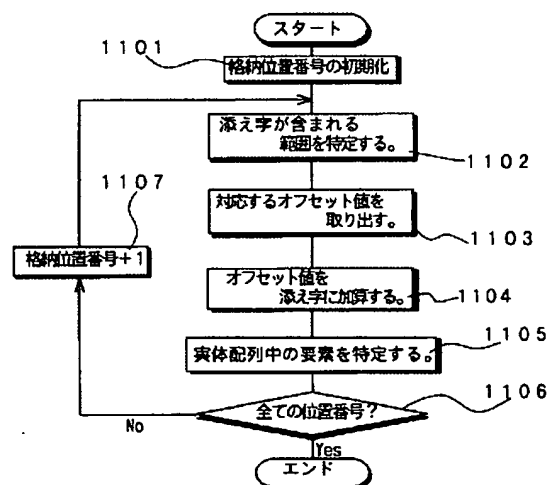 スタート
1101
格納位置番号の初期化
添え字が含まれる
範囲を特定する。
1102
1107
対応するオフセット値を
取り出す。
1103
格納位置番号+1
オフセット値を
添え字に加算する。
1104
実体配列中の要素を特定する。
1105
全ての位置番号?
1106
No
Yes
エンド